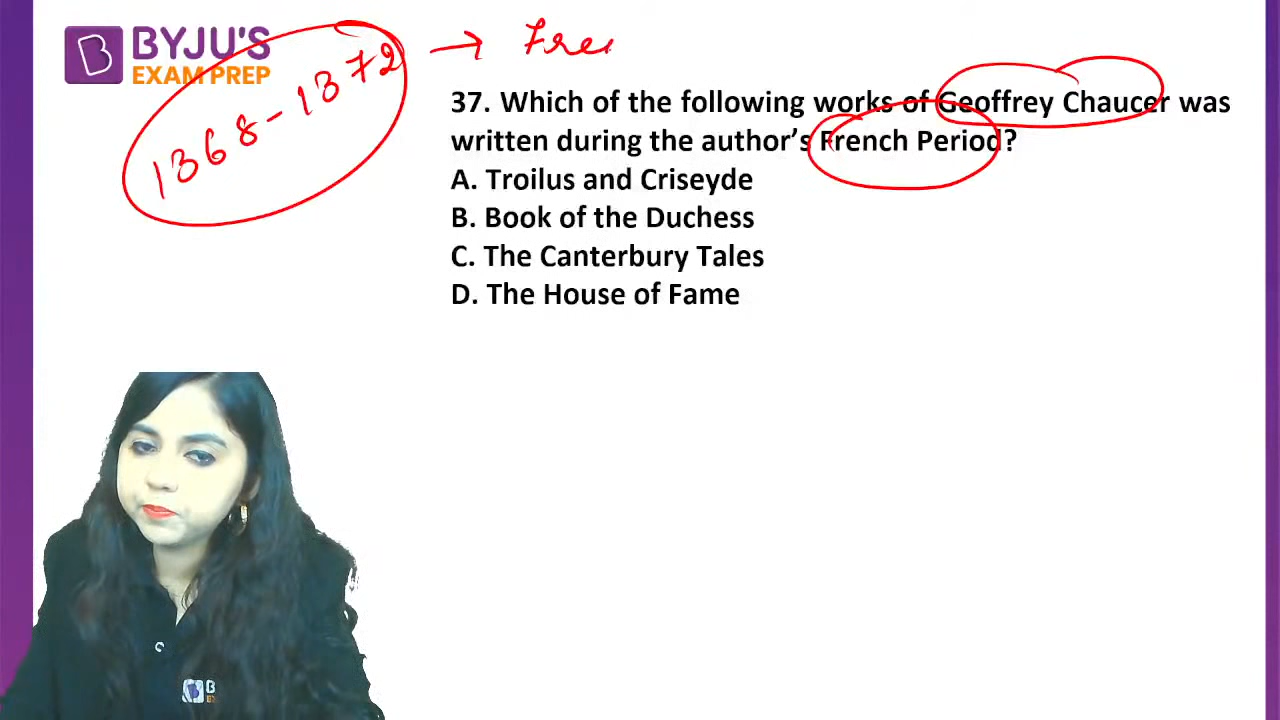 BYJU'S
EXAM PREP
1368-1372 → Fre
37. Which of the following works of Geoffrey Chaucer was
written during the author's French Period?
A. Troilus and Criseyde
B. Book of the Duchess
C. The Canterbury Tales
D. The House of Fame